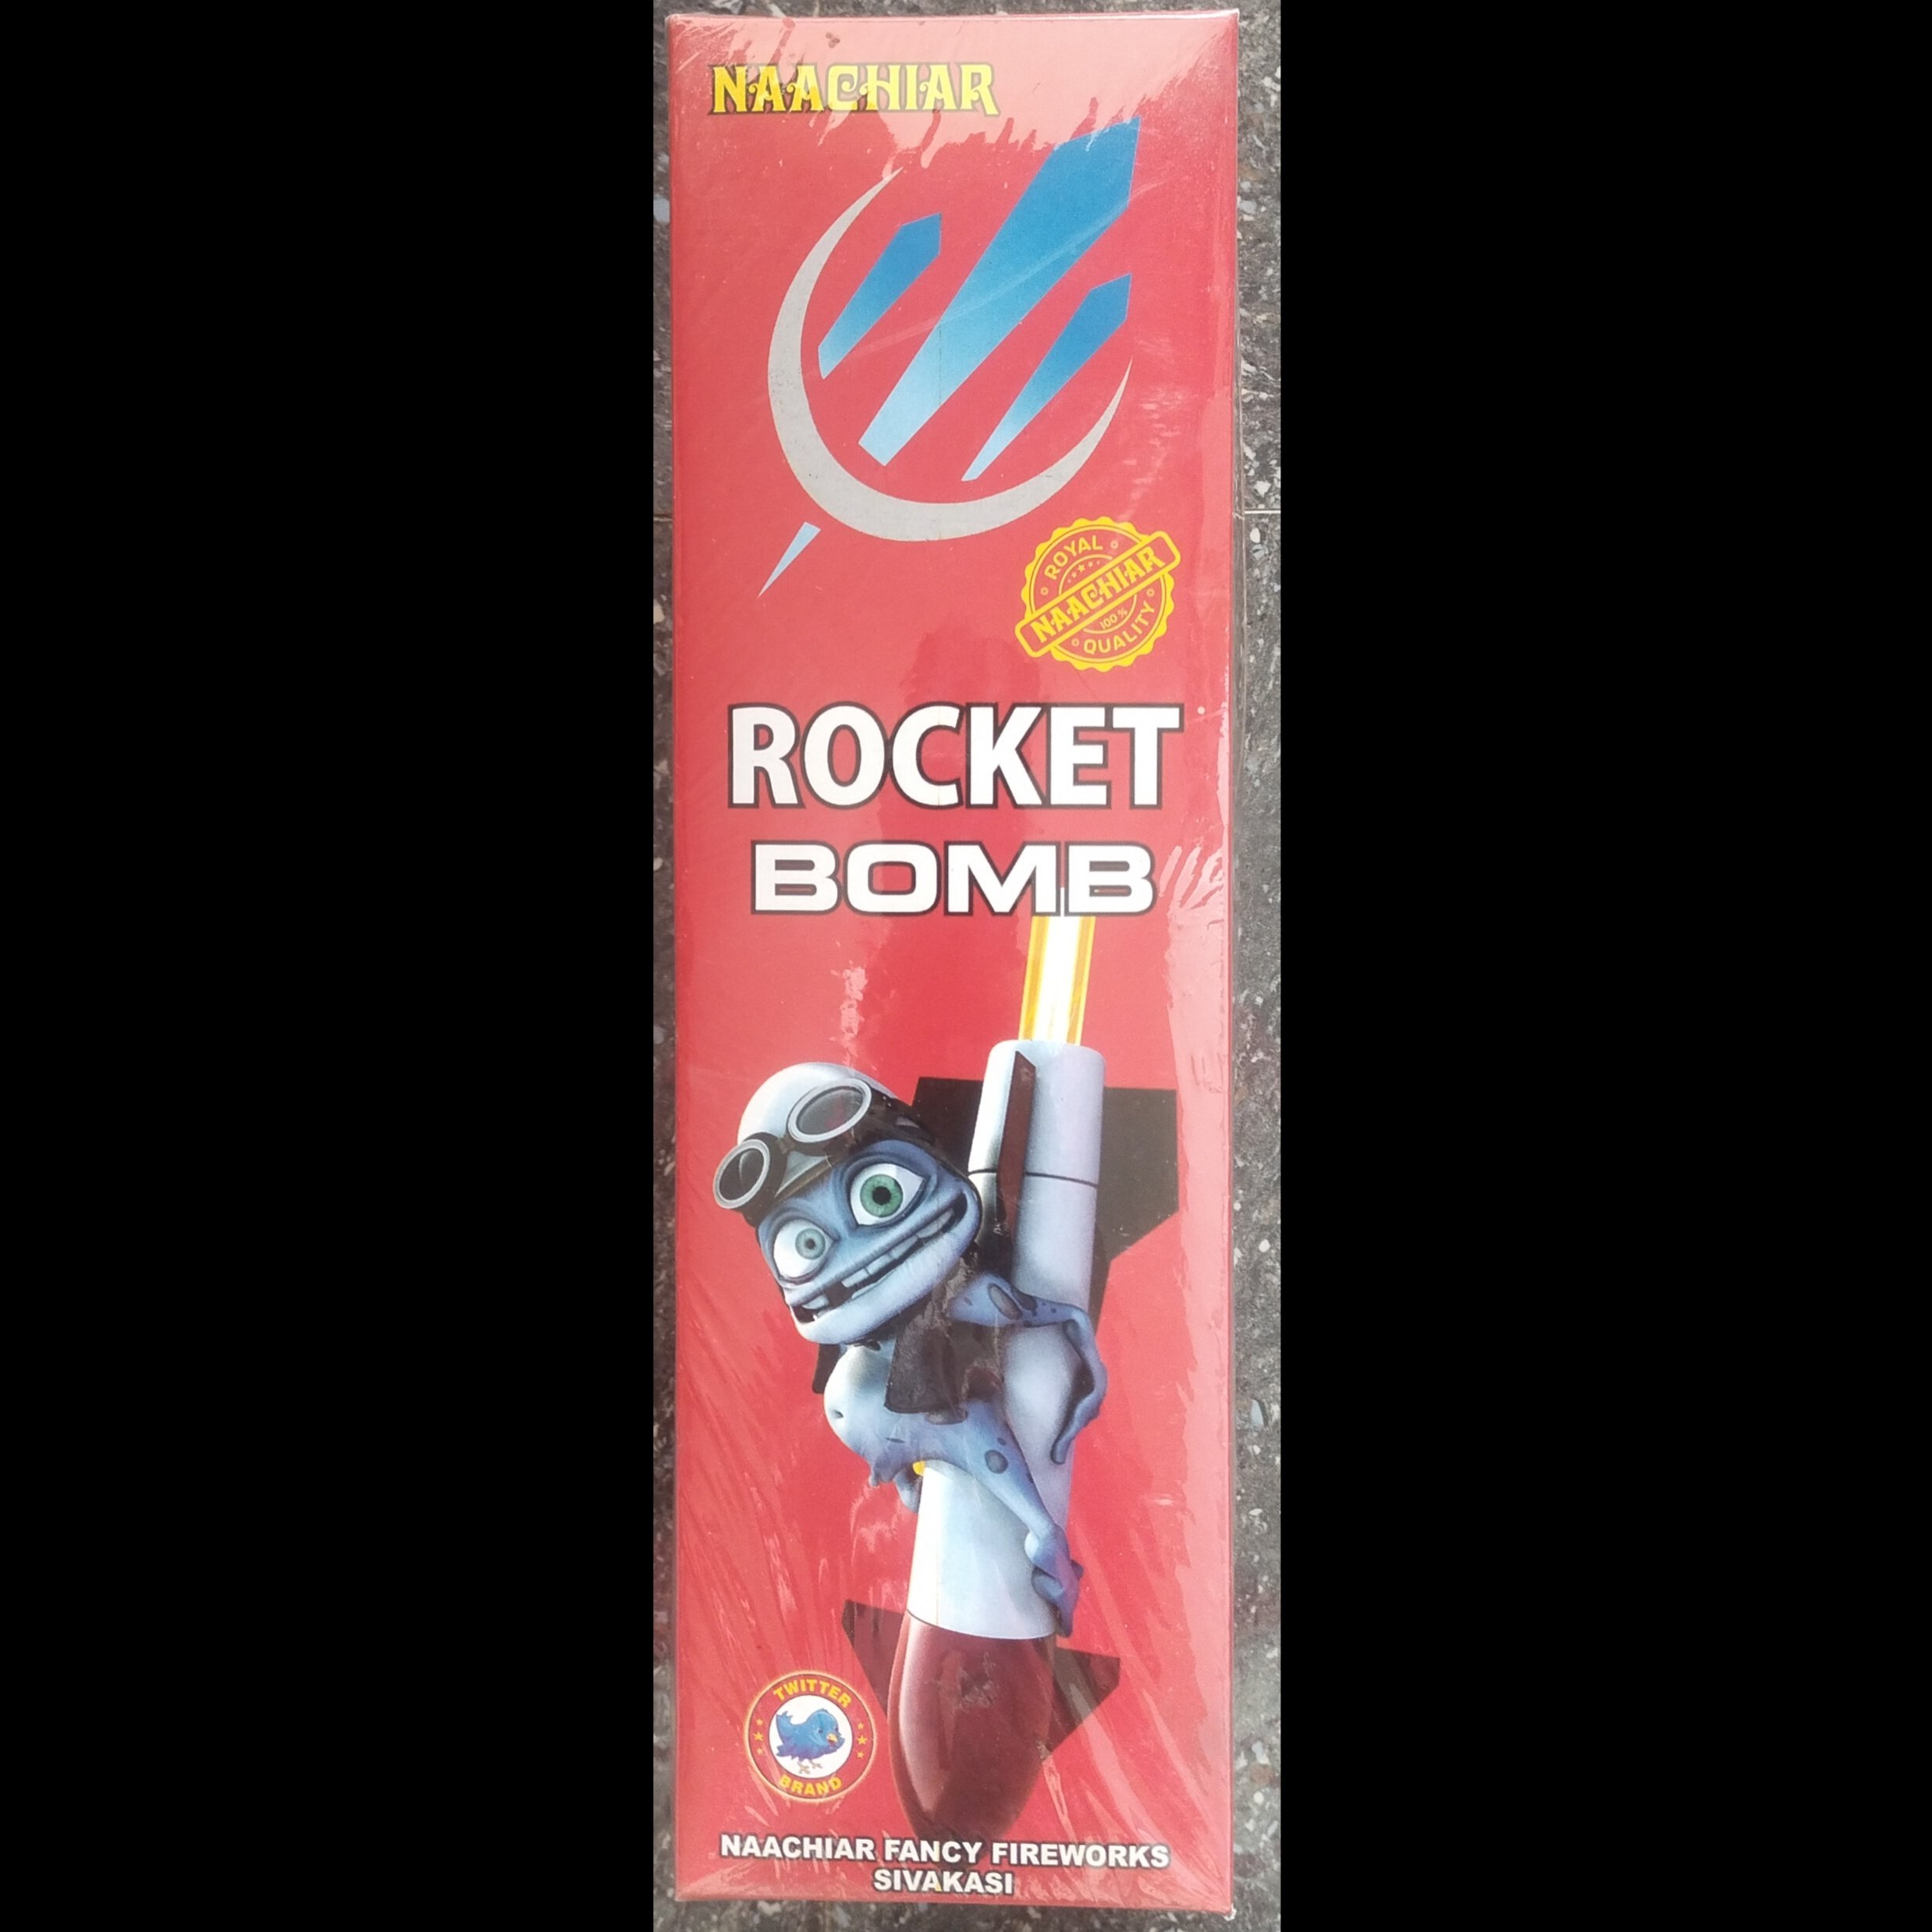 NAACHIAR
ROYAL
NAACHIAR
100%
QUALITY
ROCKET
BOMB
TWITTER
BRAND
NAACHIAR FANCY FIREWORKS
SIVAKASI